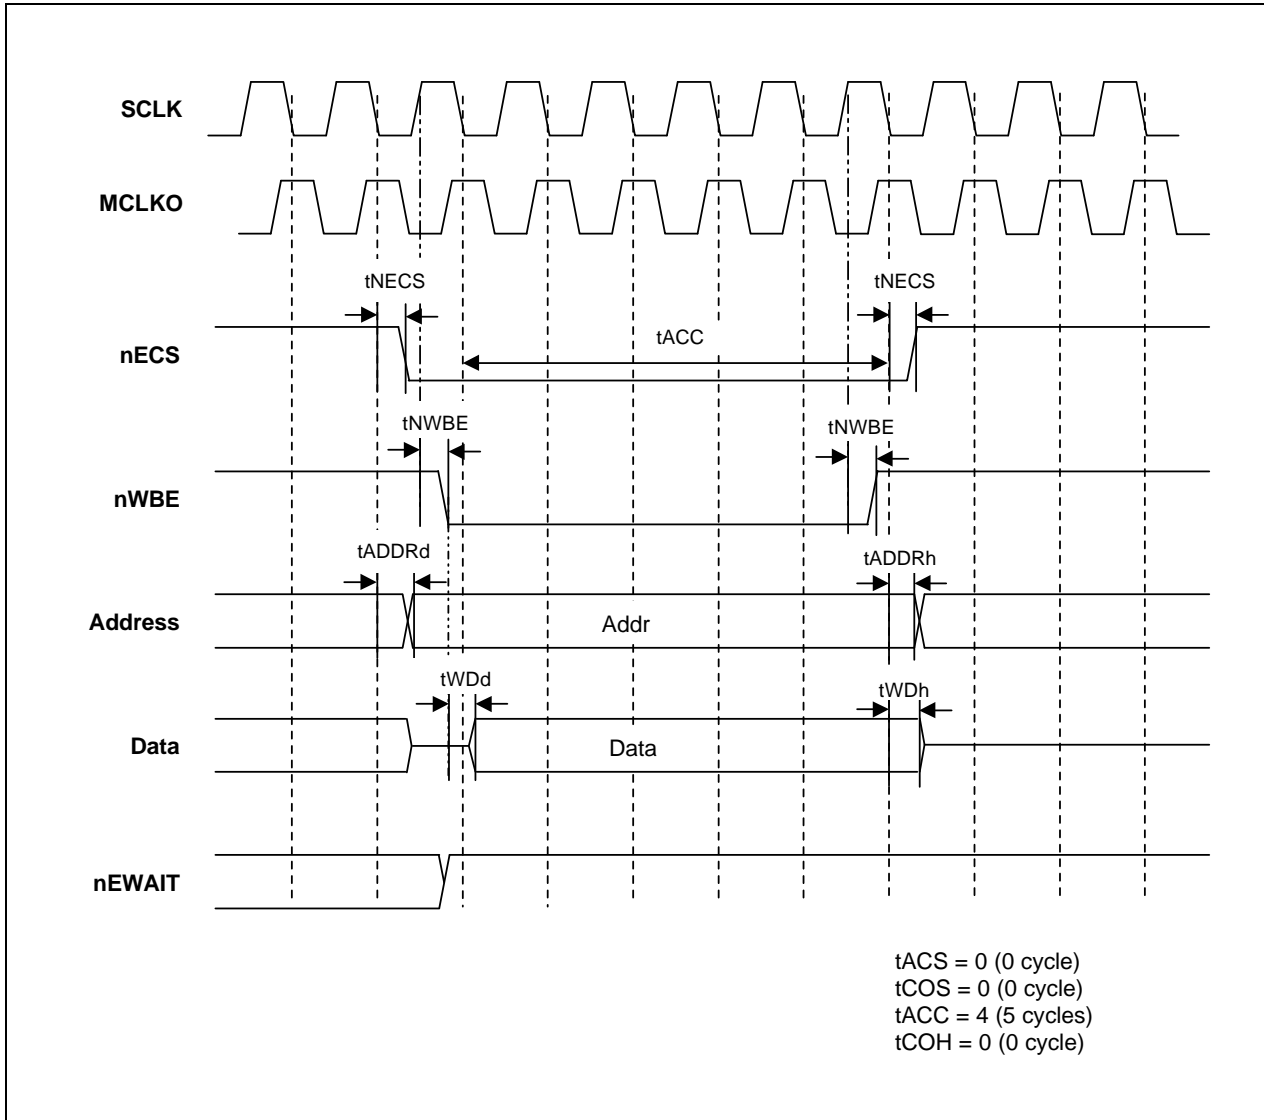 SCLK
MCLKO
tNECS
tNECS
tACC
nECS
tNWBE
tNWBE
nWBE
tADDRd
tADDRh
Address
Addr
tWDd
tWDh
Data
Data
nEWAIT
tACS = 0 (0 cycle)
tCOS = 0 (0 cycle)
tACC = 4 (5 cycles)
tCOH = 0 (0 cycle)